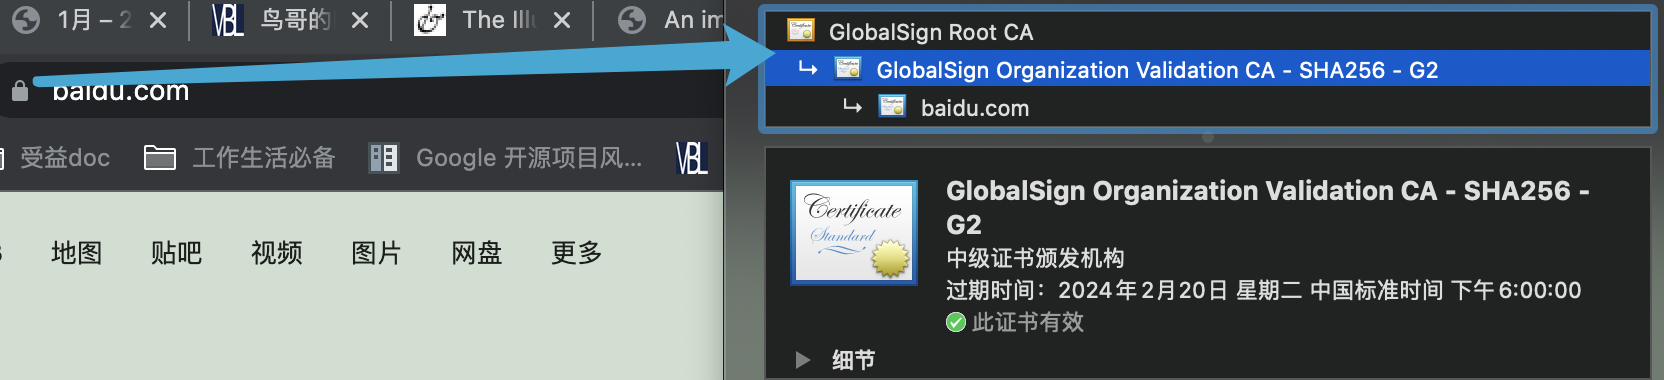 1月 – 2
VBL
鸟哥的
The Illu
An im
baidu.com
受益doc
工作生活必备
Google 开源项目风...
VBL
地图
贴吧
视频
图片
网盘
更多
GlobalSign Root CA
GlobalSign Organization Validation CA - SHA256 - G2
baidu.com
Certificate
Standard
GlobalSign Organization Validation CA - SHA256 -
G2
中级证书颁发机构
过期时间：2024年2月20日 星期二 中国标准时间 下午6:00:00
此证书有效
细节